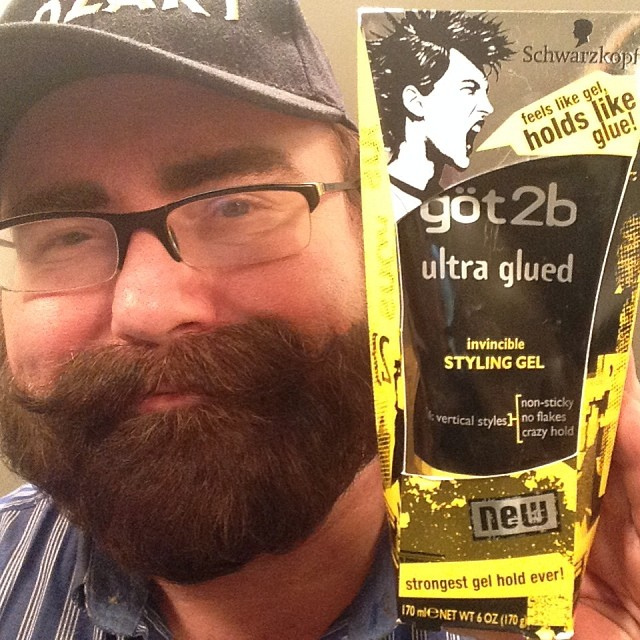 OZARK
Schwarzkopf
feels like gel,
holds like
glue!
göt2b
ultra glued
invincible
STYLING GEL
vertical styles
non-sticky
no flakes
crazy hold
new
strongest gel hold ever!
170 ml e NET WT 6 OZ (170 g)